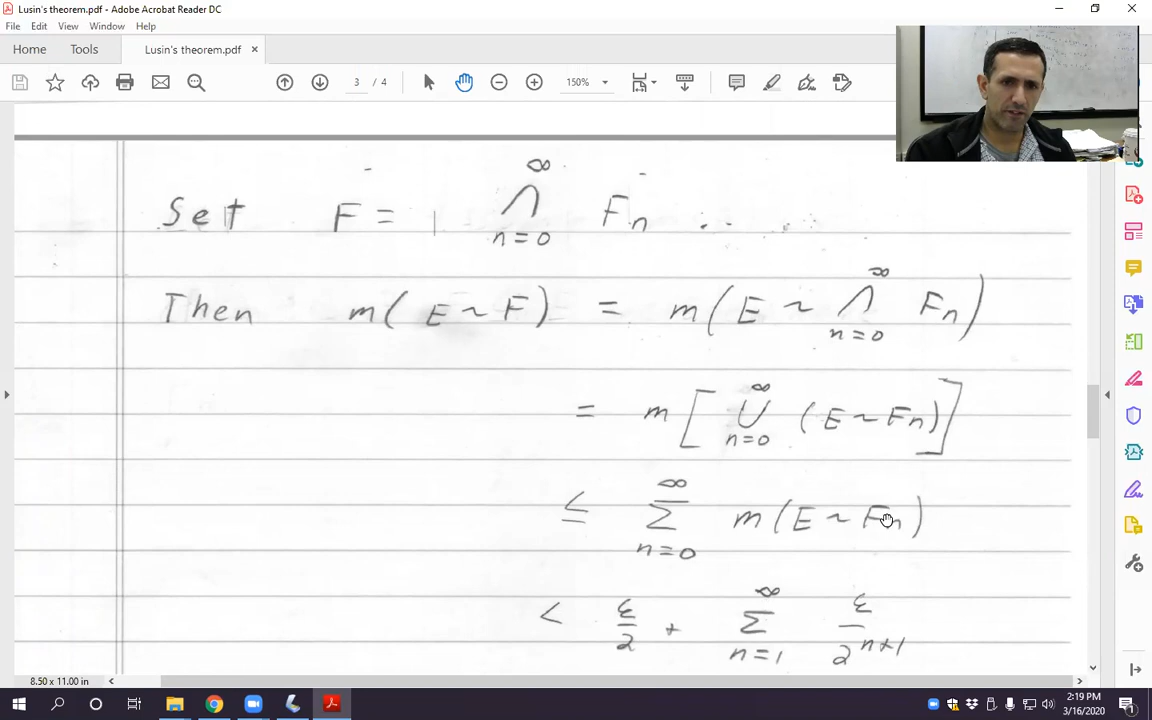 Lusin's theorem.pdf - Adobe Acrobat Reader DC
File Edit View Window Help
Home Tools Lusin's theorem.pdf ×
3 / 4 150%
Set F = ∩_{n=0}^{∞} F_n
Then m(E ~ F) = m(E ~ ∩_{n=0}^{∞} F_n)
= m[∪_{n=0}^{∞} (E ~ F_n)]
≤ Σ_{n=0}^{∞} m(E ~ F_n)
< ε/2 + Σ_{n=1}^{∞} ε/2^{n+1}
8.50 x 11.00 in
2:19 PM
3/16/2020
1